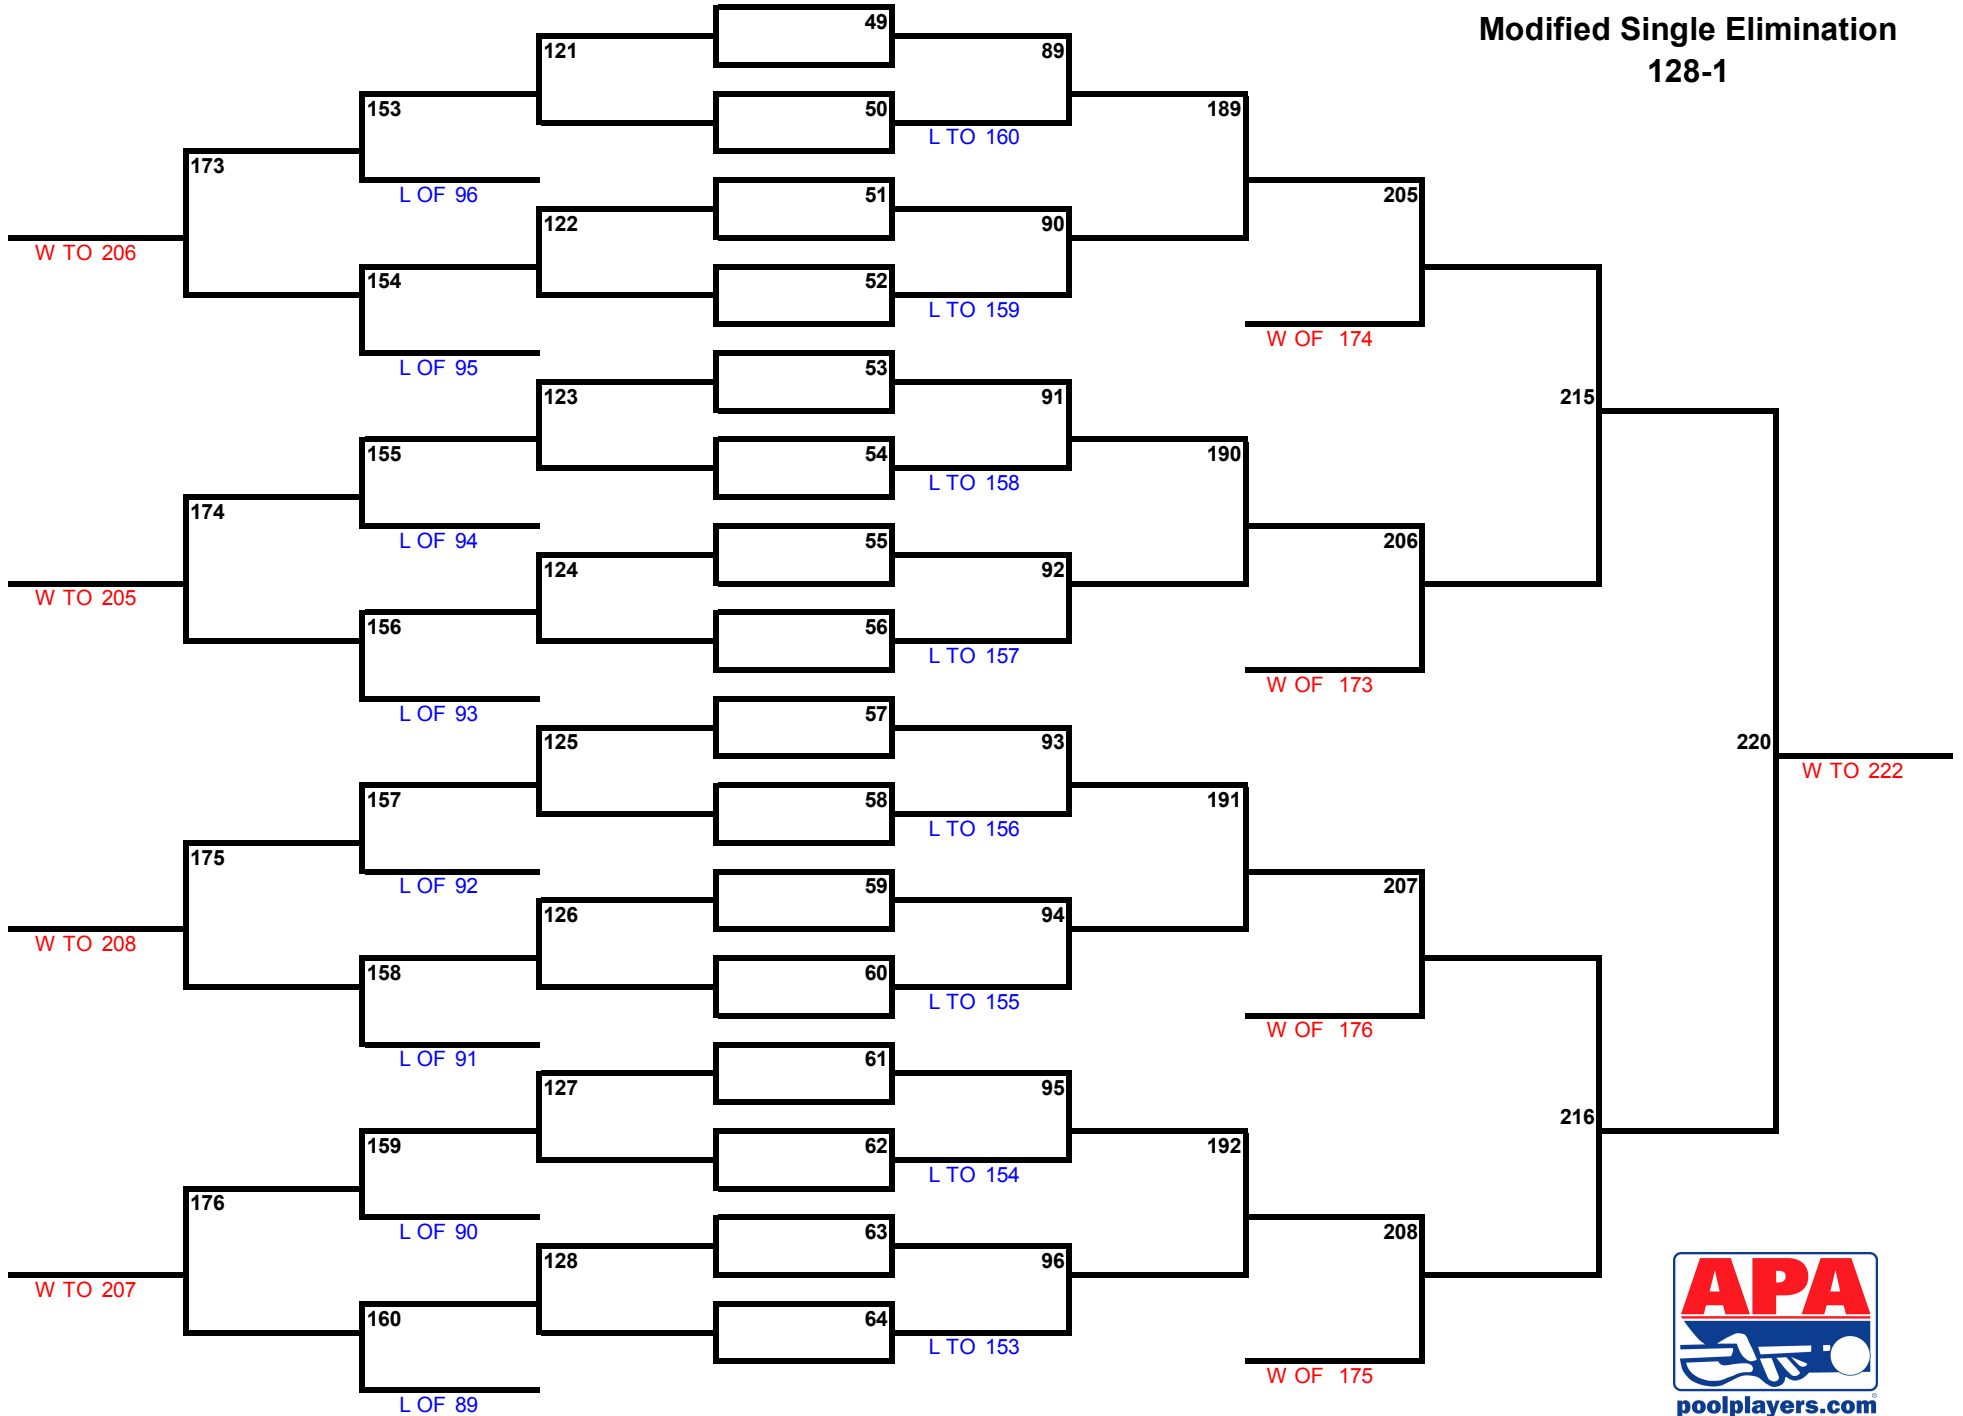 Modified Single Elimination
128-1
49
121
89
153
50
189
L TO 160
173
L OF 96
51
205
122
90
W TO 206
154
52
L TO 159
W OF 174
L OF 95
53
123
91
215
155
54
190
L TO 158
174
L OF 94
55
206
124
92
W TO 205
156
56
L TO 157
W OF 173
L OF 93
57
125
93
220
W TO 222
157
58
191
L TO 156
175
L OF 92
59
207
126
94
W TO 208
158
60
L TO 155
W OF 176
L OF 91
61
127
95
216
159
62
192
L TO 154
176
L OF 90
63
208
128
96
W TO 207
160
64
L TO 153
W OF 175
L OF 89
APA
poolplayers.com